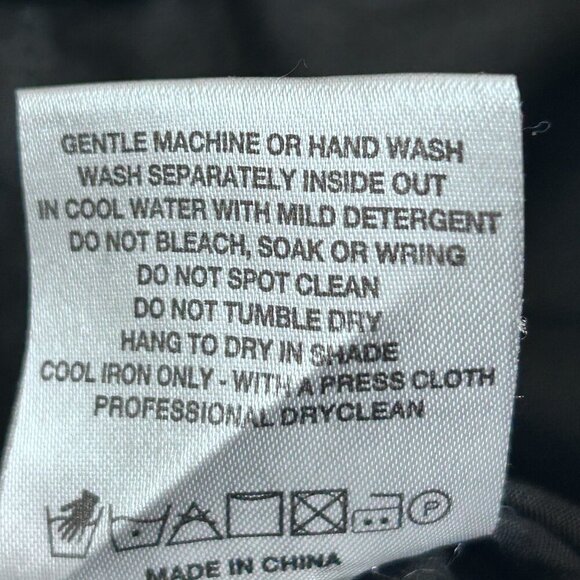 GENTLE MACHINE OR HAND WASH
WASH SEPARATELY INSIDE OUT
IN COOL WATER WITH MILD DETERGENT
DO NOT BLEACH, SOAK OR WRING
DO NOT SPOT CLEAN
DO NOT TUMBLE DRY
HANG TO DRY IN SHADE
COOL IRON ONLY - WITH A PRESS CLOTH
PROFESSIONAL DRYCLEAN
P
MADE IN CHINA